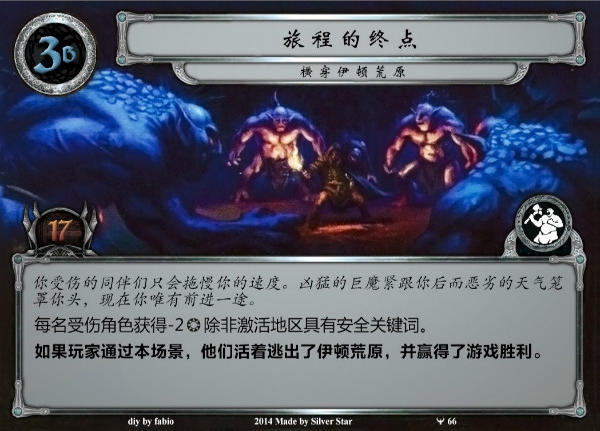 3B
旅程的终点
横穿伊顿荒原
17
你受伤的同伴们只会拖慢你的速度。凶猛的巨魔紧跟你后而恶劣的天气笼
罩你头，现在你唯有前进一途。
每名受伤角色获得-2 除非激活地区具有安全关键词。
如果玩家通过本场景，他们活着逃出了伊顿荒原，并赢得了游戏胜利。
diy by fabio
2014 Made by Silver Star
66